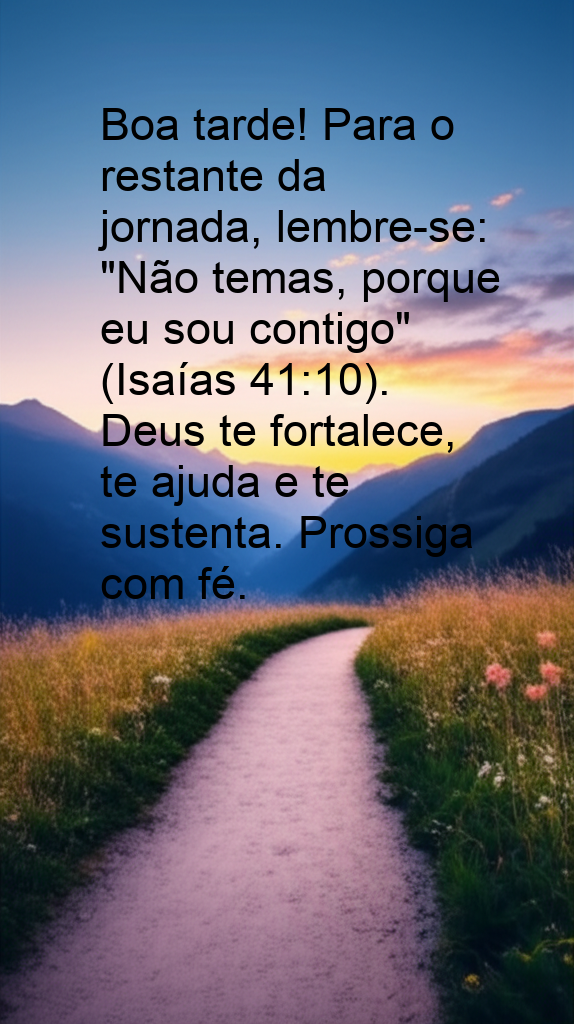 Boa tarde! Para o
restante da
jornada, lembre-se:
"Não temas, porque
eu sou contigo"
(Isaías 41:10).
Deus te fortalece,
te ajuda e te
sustenta. Prossiga
com fé.